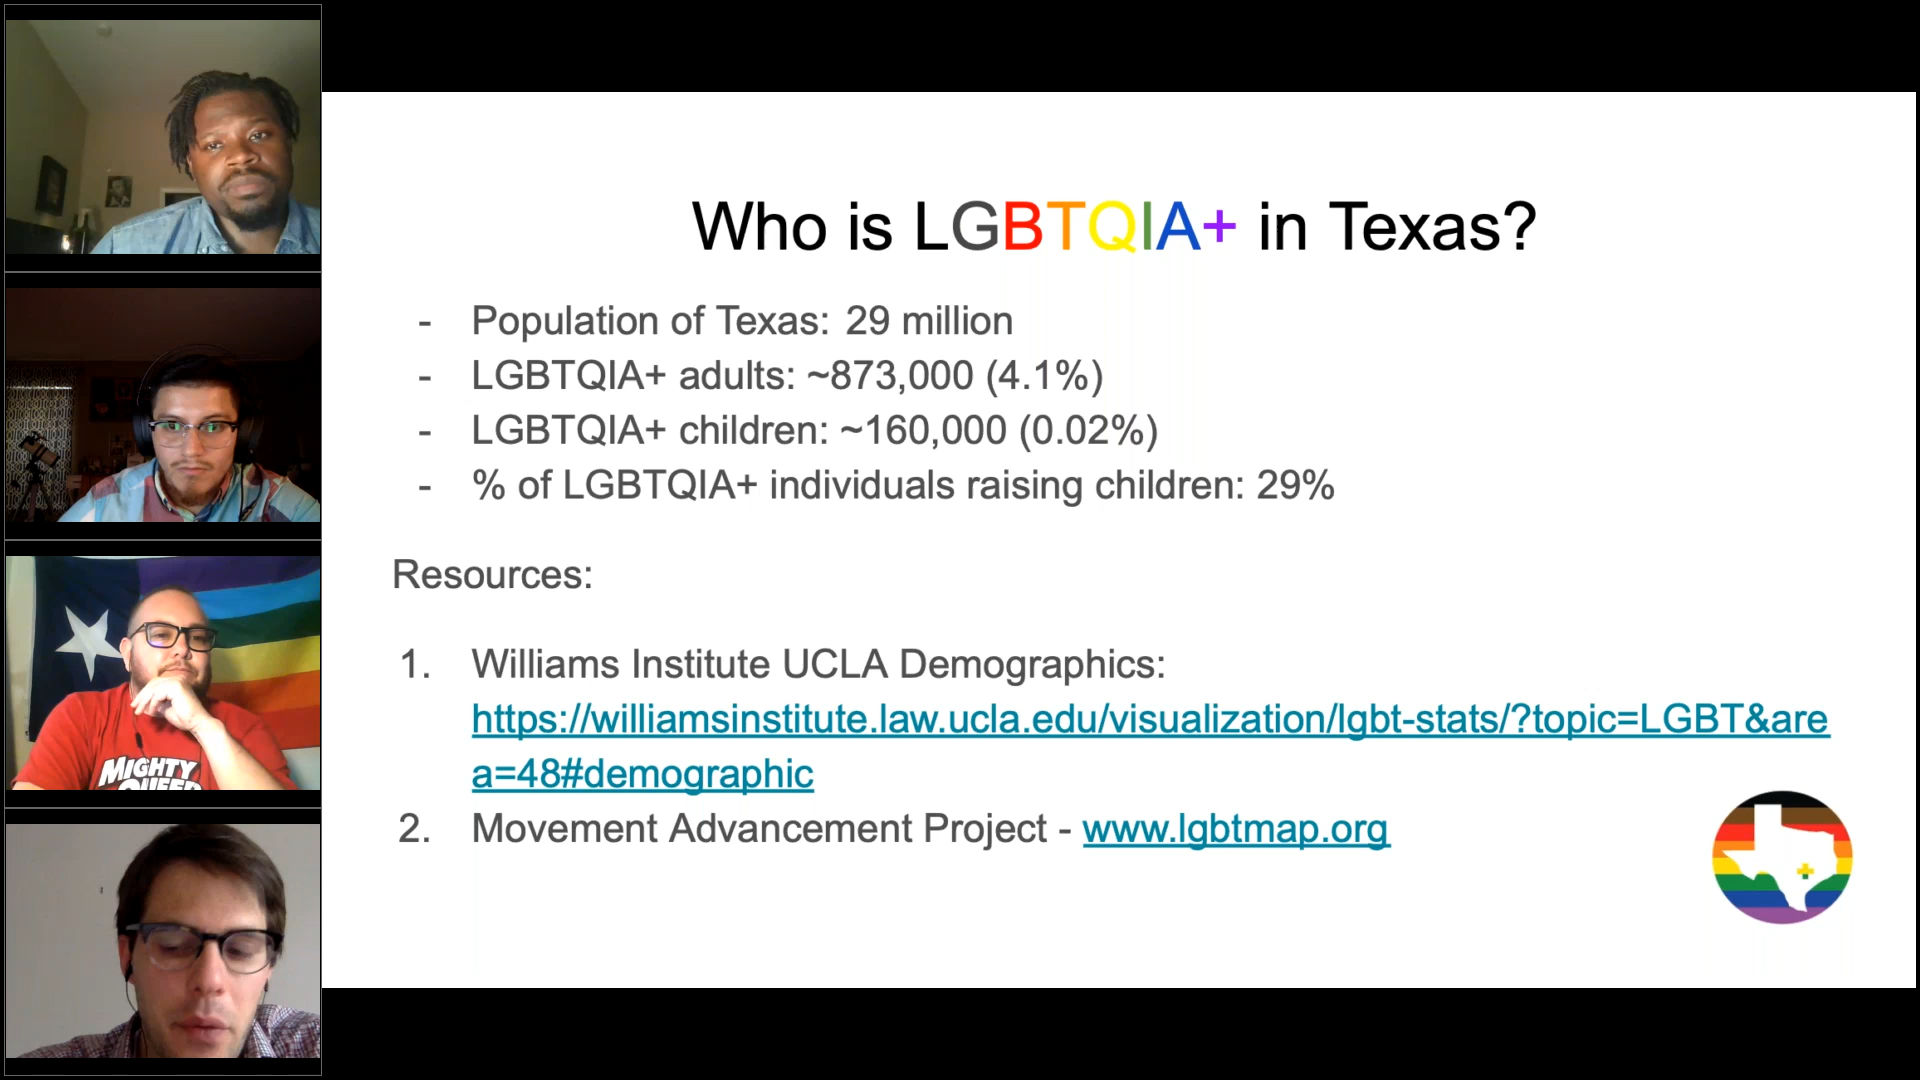 Who is LGBTQIA+ in Texas?
- Population of Texas: 29 million
- LGBTQIA+ adults: ~873,000 (4.1%)
- LGBTQIA+ children: ~160,000 (0.02%)
- % of LGBTQIA+ individuals raising children: 29%
Resources:
1. Williams Institute UCLA Demographics:
https://williamsinstitute.law.ucla.edu/visualization/lgbt-stats/?topic=LGBT&are
a=48#demographic
2. Movement Advancement Project - www.lgbtmap.org
MIGHTY
QUEER